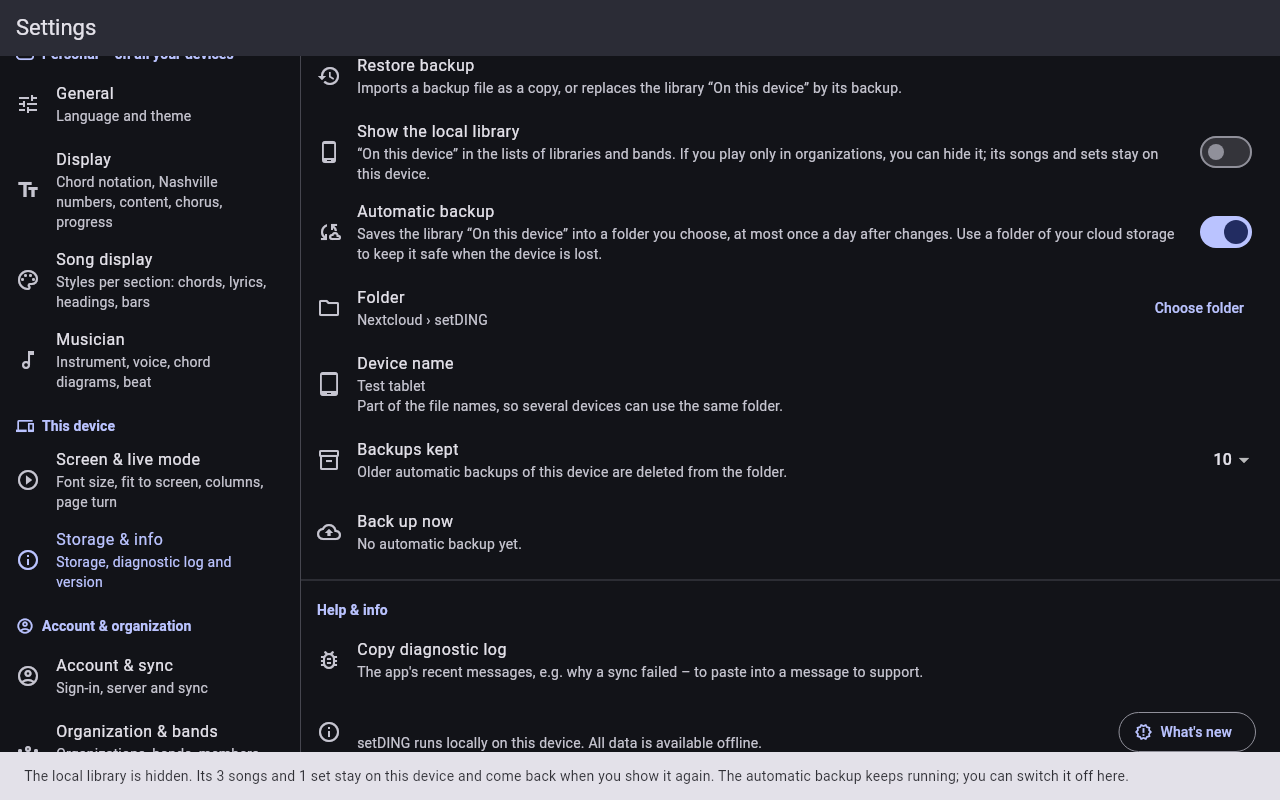 Settings
Personal – on all your devices
General
Language and theme
Display
Chord notation, Nashville
numbers, content, chorus,
progress
Song display
Styles per section: chords, lyrics,
headings, bars
Musician
Instrument, voice, chord
diagrams, beat
This device
Screen & live mode
Font size, fit to screen, columns,
page turn
Storage & info
Storage, diagnostic log and
version
Account & organization
Account & sync
Sign-in, server and sync
Organization & bands
Organizations, bands, members
Restore backup
Imports a backup file as a copy, or replaces the library “On this device” by its backup.
Show the local library
“On this device” in the lists of libraries and bands. If you play only in organizations, you can hide it; its songs and sets stay on
this device.
Automatic backup
Saves the library “On this device” into a folder you choose, at most once a day after changes. Use a folder of your cloud storage
to keep it safe when the device is lost.
Folder
Nextcloud › setDING
Choose folder
Device name
Test tablet
Part of the file names, so several devices can use the same folder.
Backups kept
Older automatic backups of this device are deleted from the folder.
10
Back up now
No automatic backup yet.
Help & info
Copy diagnostic log
The app's recent messages, e.g. why a sync failed – to paste into a message to support.
setDING runs locally on this device. All data is available offline.
What's new
The local library is hidden. Its 3 songs and 1 set stay on this device and come back when you show it again. The automatic backup keeps running; you can switch it off here.